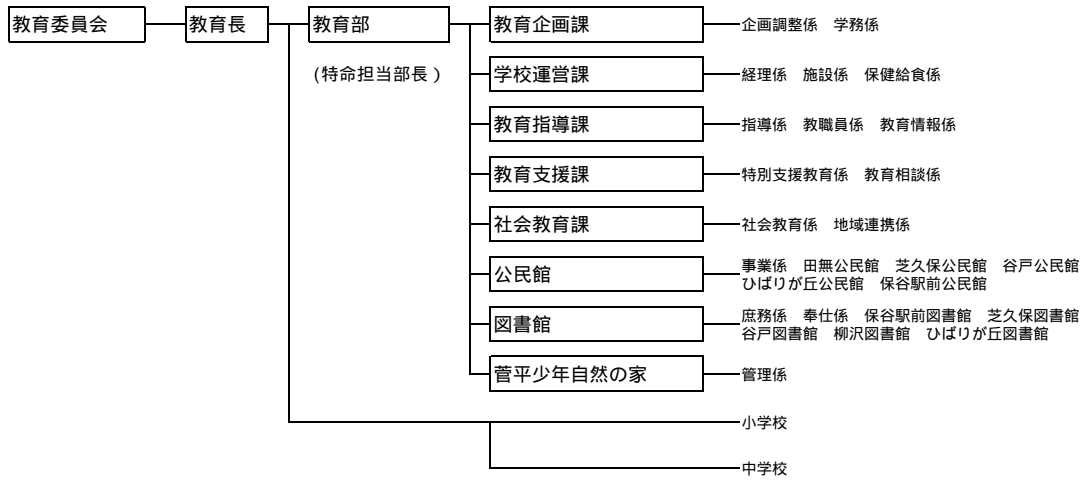 教育委員会 教育長 教育部 教育企画課 企画調整係 学務係
(特命担当部長) 学校運営課 経理係 施設係 保健給食係
教育指導課 指導係 教職員係 教育情報係
教育支援課 特別支援教育係 教育相談係
社会教育課 社会教育係 地域連携係
公民館 事業係 田無公民館 芝久保公民館 谷戸公民館
ひばりが丘公民館 保谷駅前公民館
図書館 庶務係 奉仕係 保谷駅前図書館 芝久保図書館
谷戸図書館 柳沢図書館 ひばりが丘図書館
菅平少年自然の家 管理係
小学校
中学校